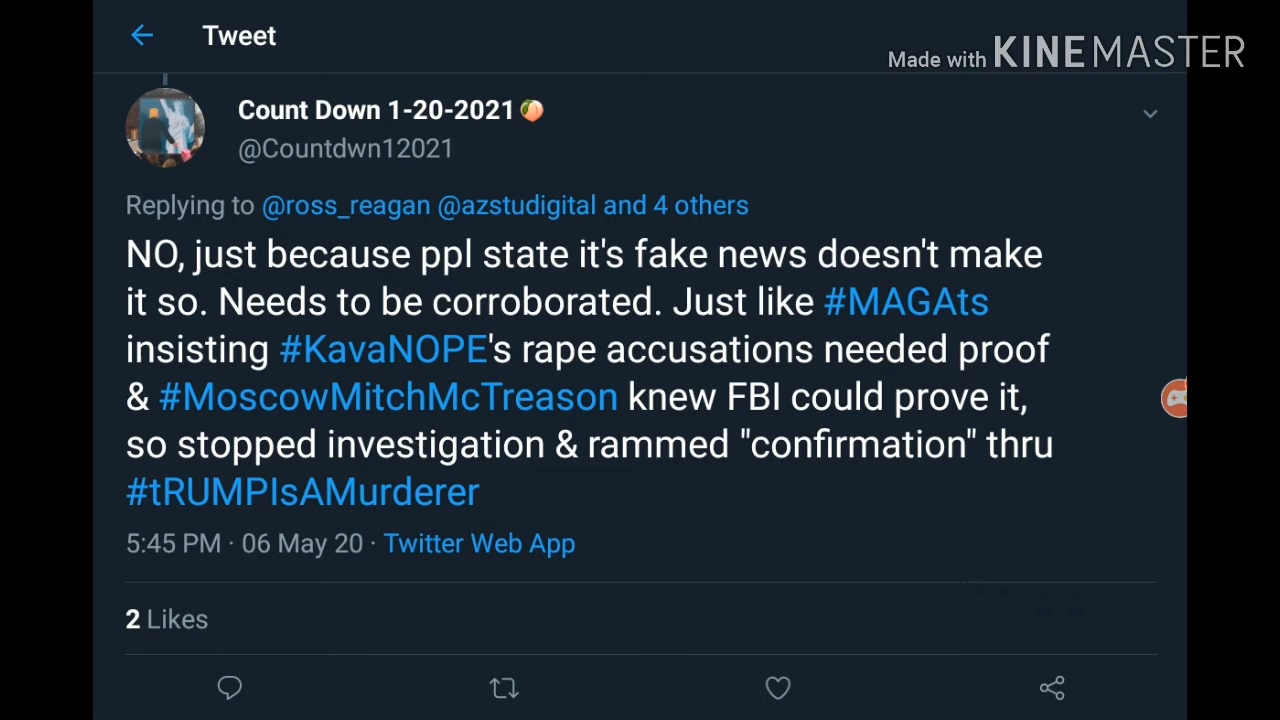 Tweet
Made with KINEMASTER
Count Down 1-20-2021🍑
@Countdwn12021
Replying to @ross_reagan @azstudigital and 4 others
NO, just because ppl state it's fake news doesn't make
it so. Needs to be corroborated. Just like #MAGAts
insisting #KavaNOPE's rape accusations needed proof
& #MoscowMitchMcTreason knew FBI could prove it,
so stopped investigation & rammed "confirmation" thru
#tRUMPIsAMurderer
5:45 PM · 06 May 20 · Twitter Web App
2 Likes